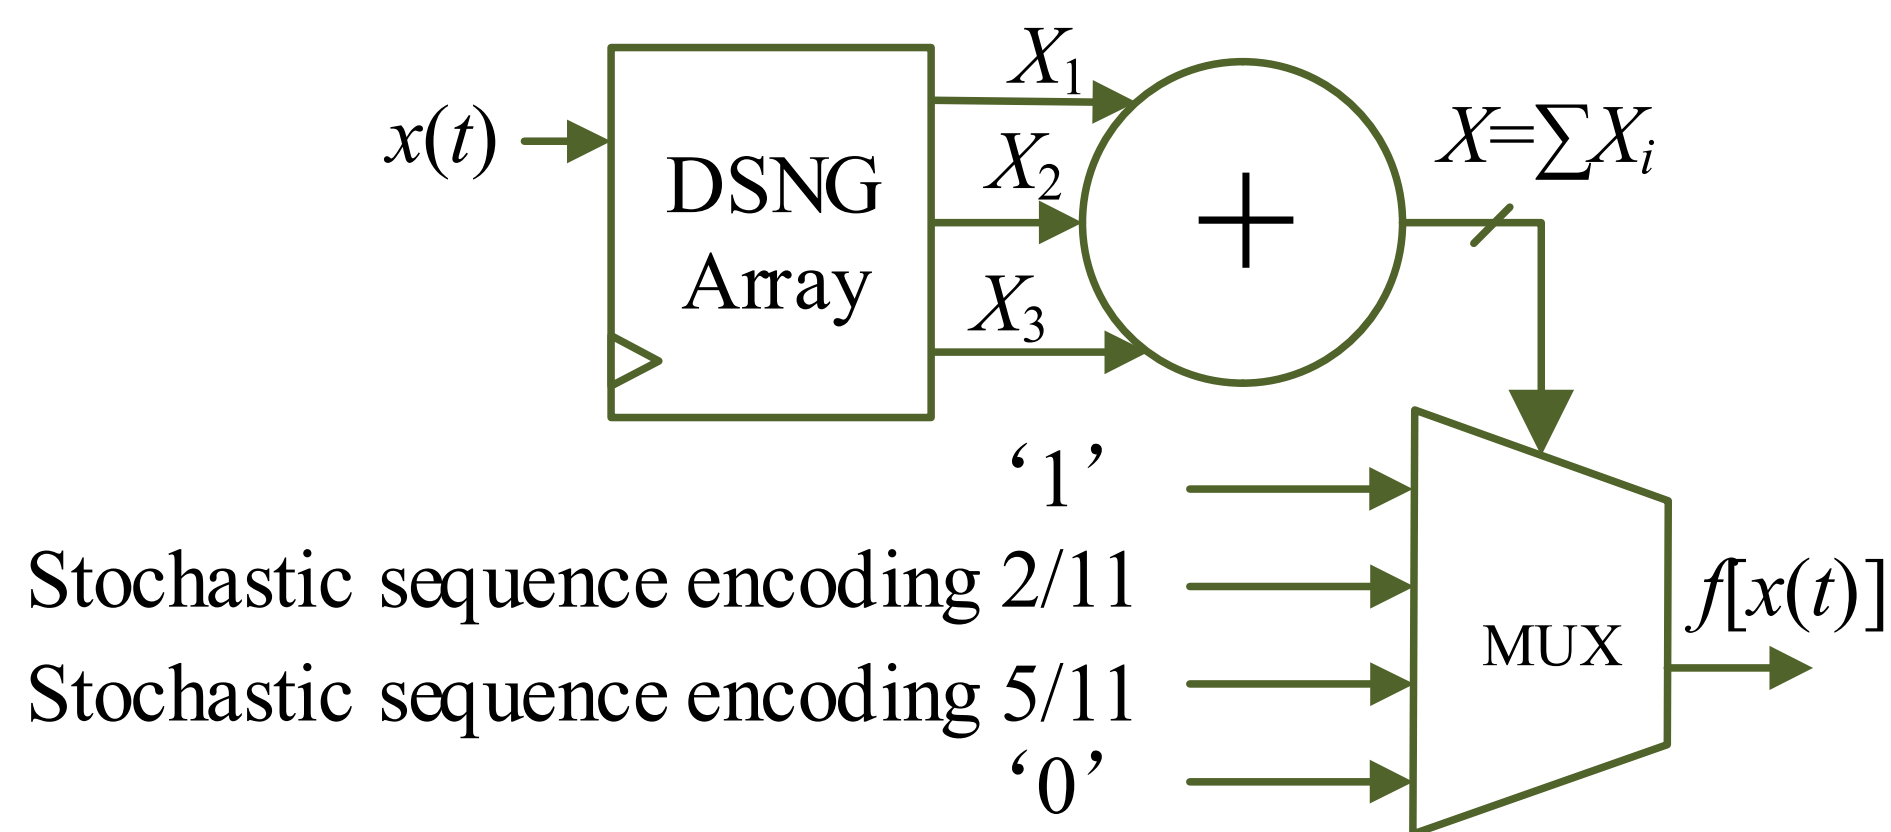 x(t)
DSNG
Array
X₁
X₂
X₃
+
X=∑Xᵢ
‘1’
Stochastic sequence encoding 2/11
Stochastic sequence encoding 5/11
‘0’
MUX
f[x(t)]